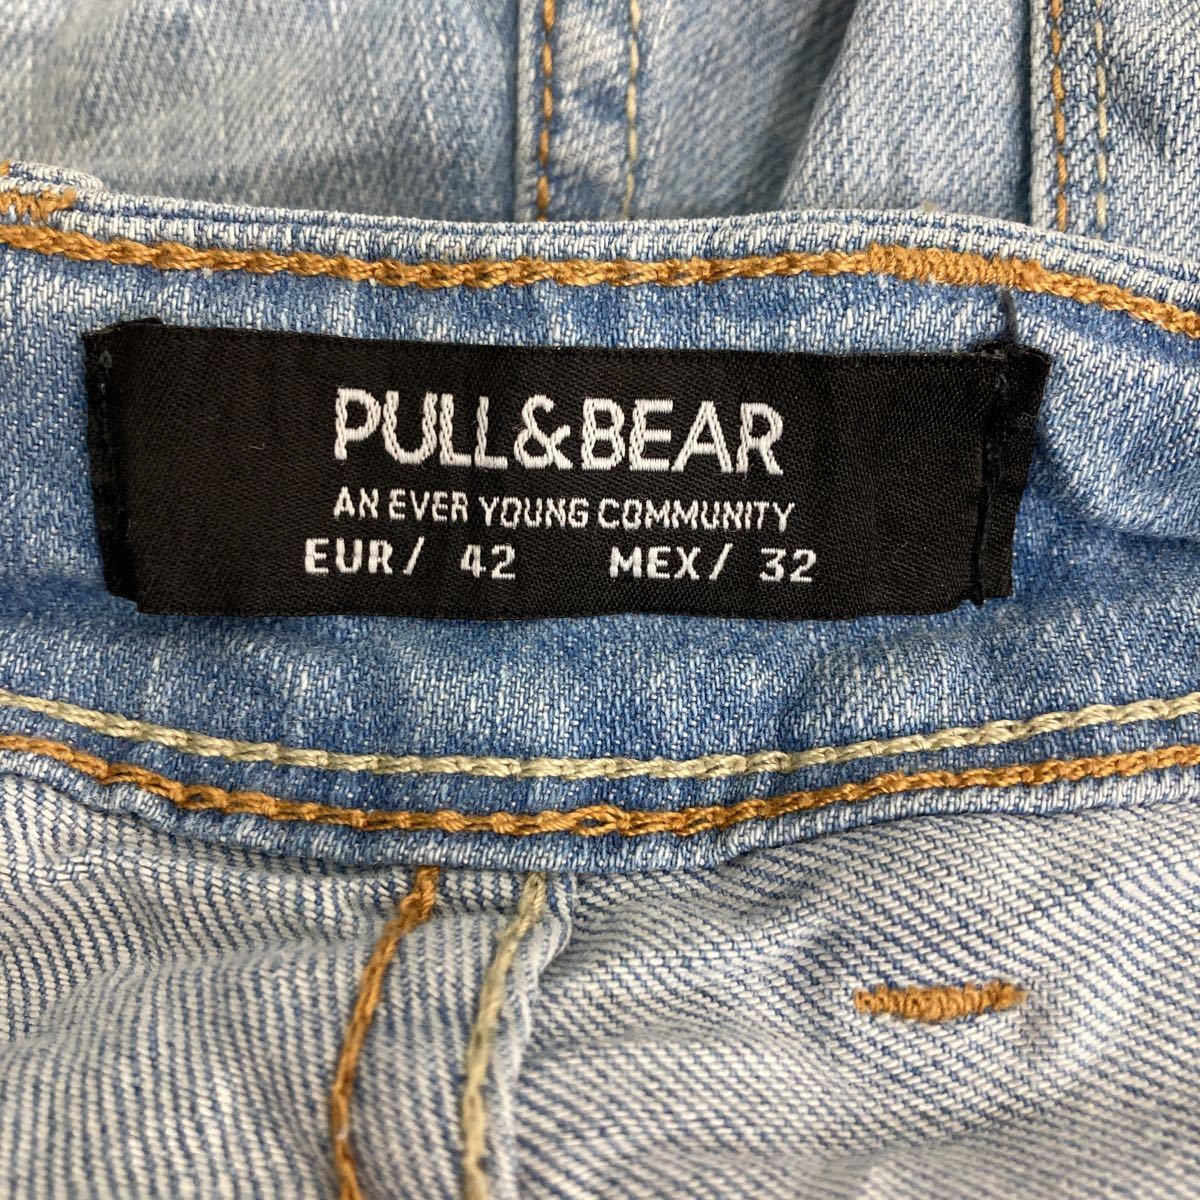 PULL&BEAR
AN EVER YOUNG COMMUNITY
EUR/ 42 MEX/ 32